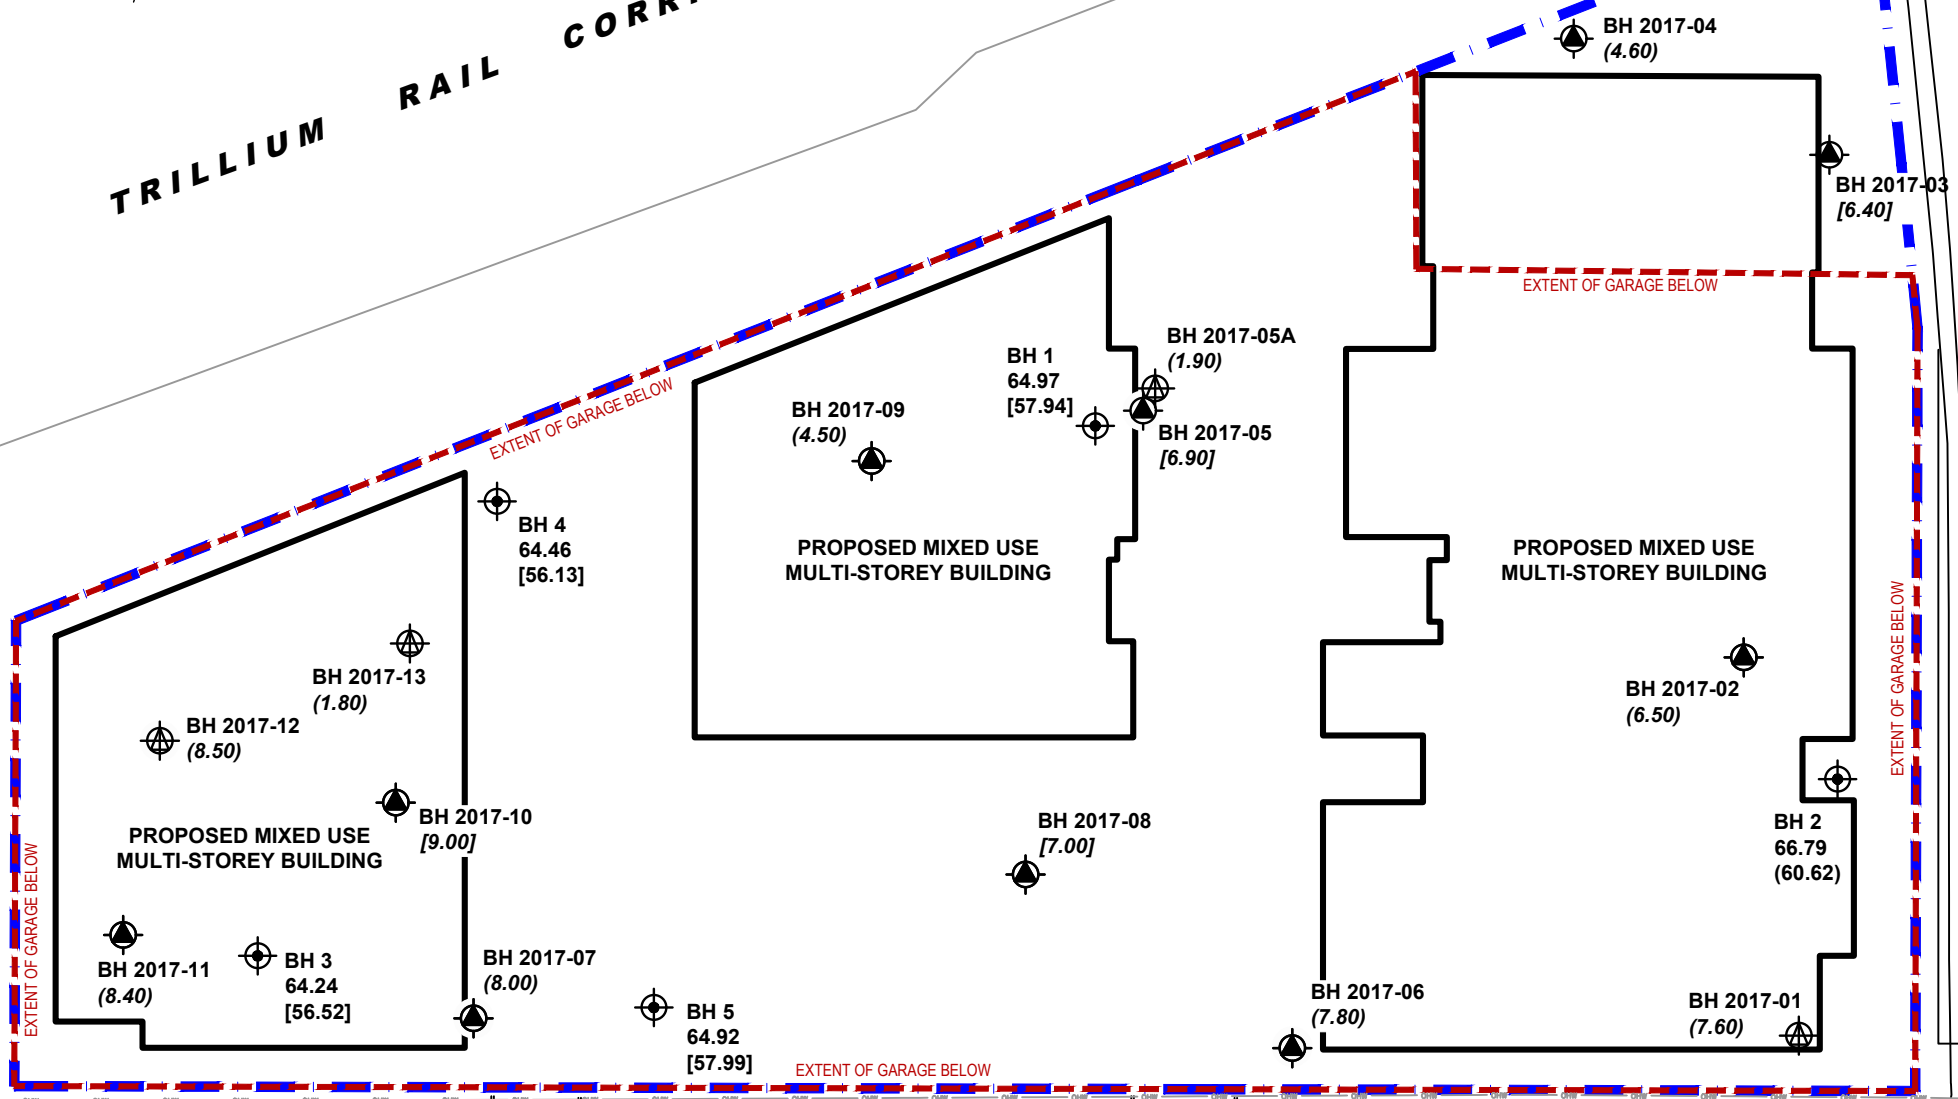 TRILLIUM RAIL
BH 2017-04
(4.60)
BH 2017-03
[6.40]
EXTENT OF GARAGE BELOW
BH 2017-05A
(1.90)
BH 1
64.97
[57.94]
BH 2017-09
(4.50)
BH 2017-05
[6.90]
EXTENT OF GARAGE BELOW
BH 4
64.46
[56.13]
PROPOSED MIXED USE
MULTI-STOREY BUILDING
PROPOSED MIXED USE
MULTI-STOREY BUILDING
BH 2017-13
(1.80)
BH 2017-02
(6.50)
EXTENT OF GARAGE BELOW
BH 2017-12
(8.50)
BH 2017-10
[9.00]
PROPOSED MIXED USE
MULTI-STOREY BUILDING
BH 2017-08
[7.00]
BH 2
66.79
(60.62)
EXTENT OF GARAGE BELOW
BH 2017-11
(8.40)
BH 3
64.24
[56.52]
BH 2017-07
(8.00)
BH 5
64.92
[57.99]
BH 2017-06
(7.80)
BH 2017-01
(7.60)
EXTENT OF GARAGE BELOW